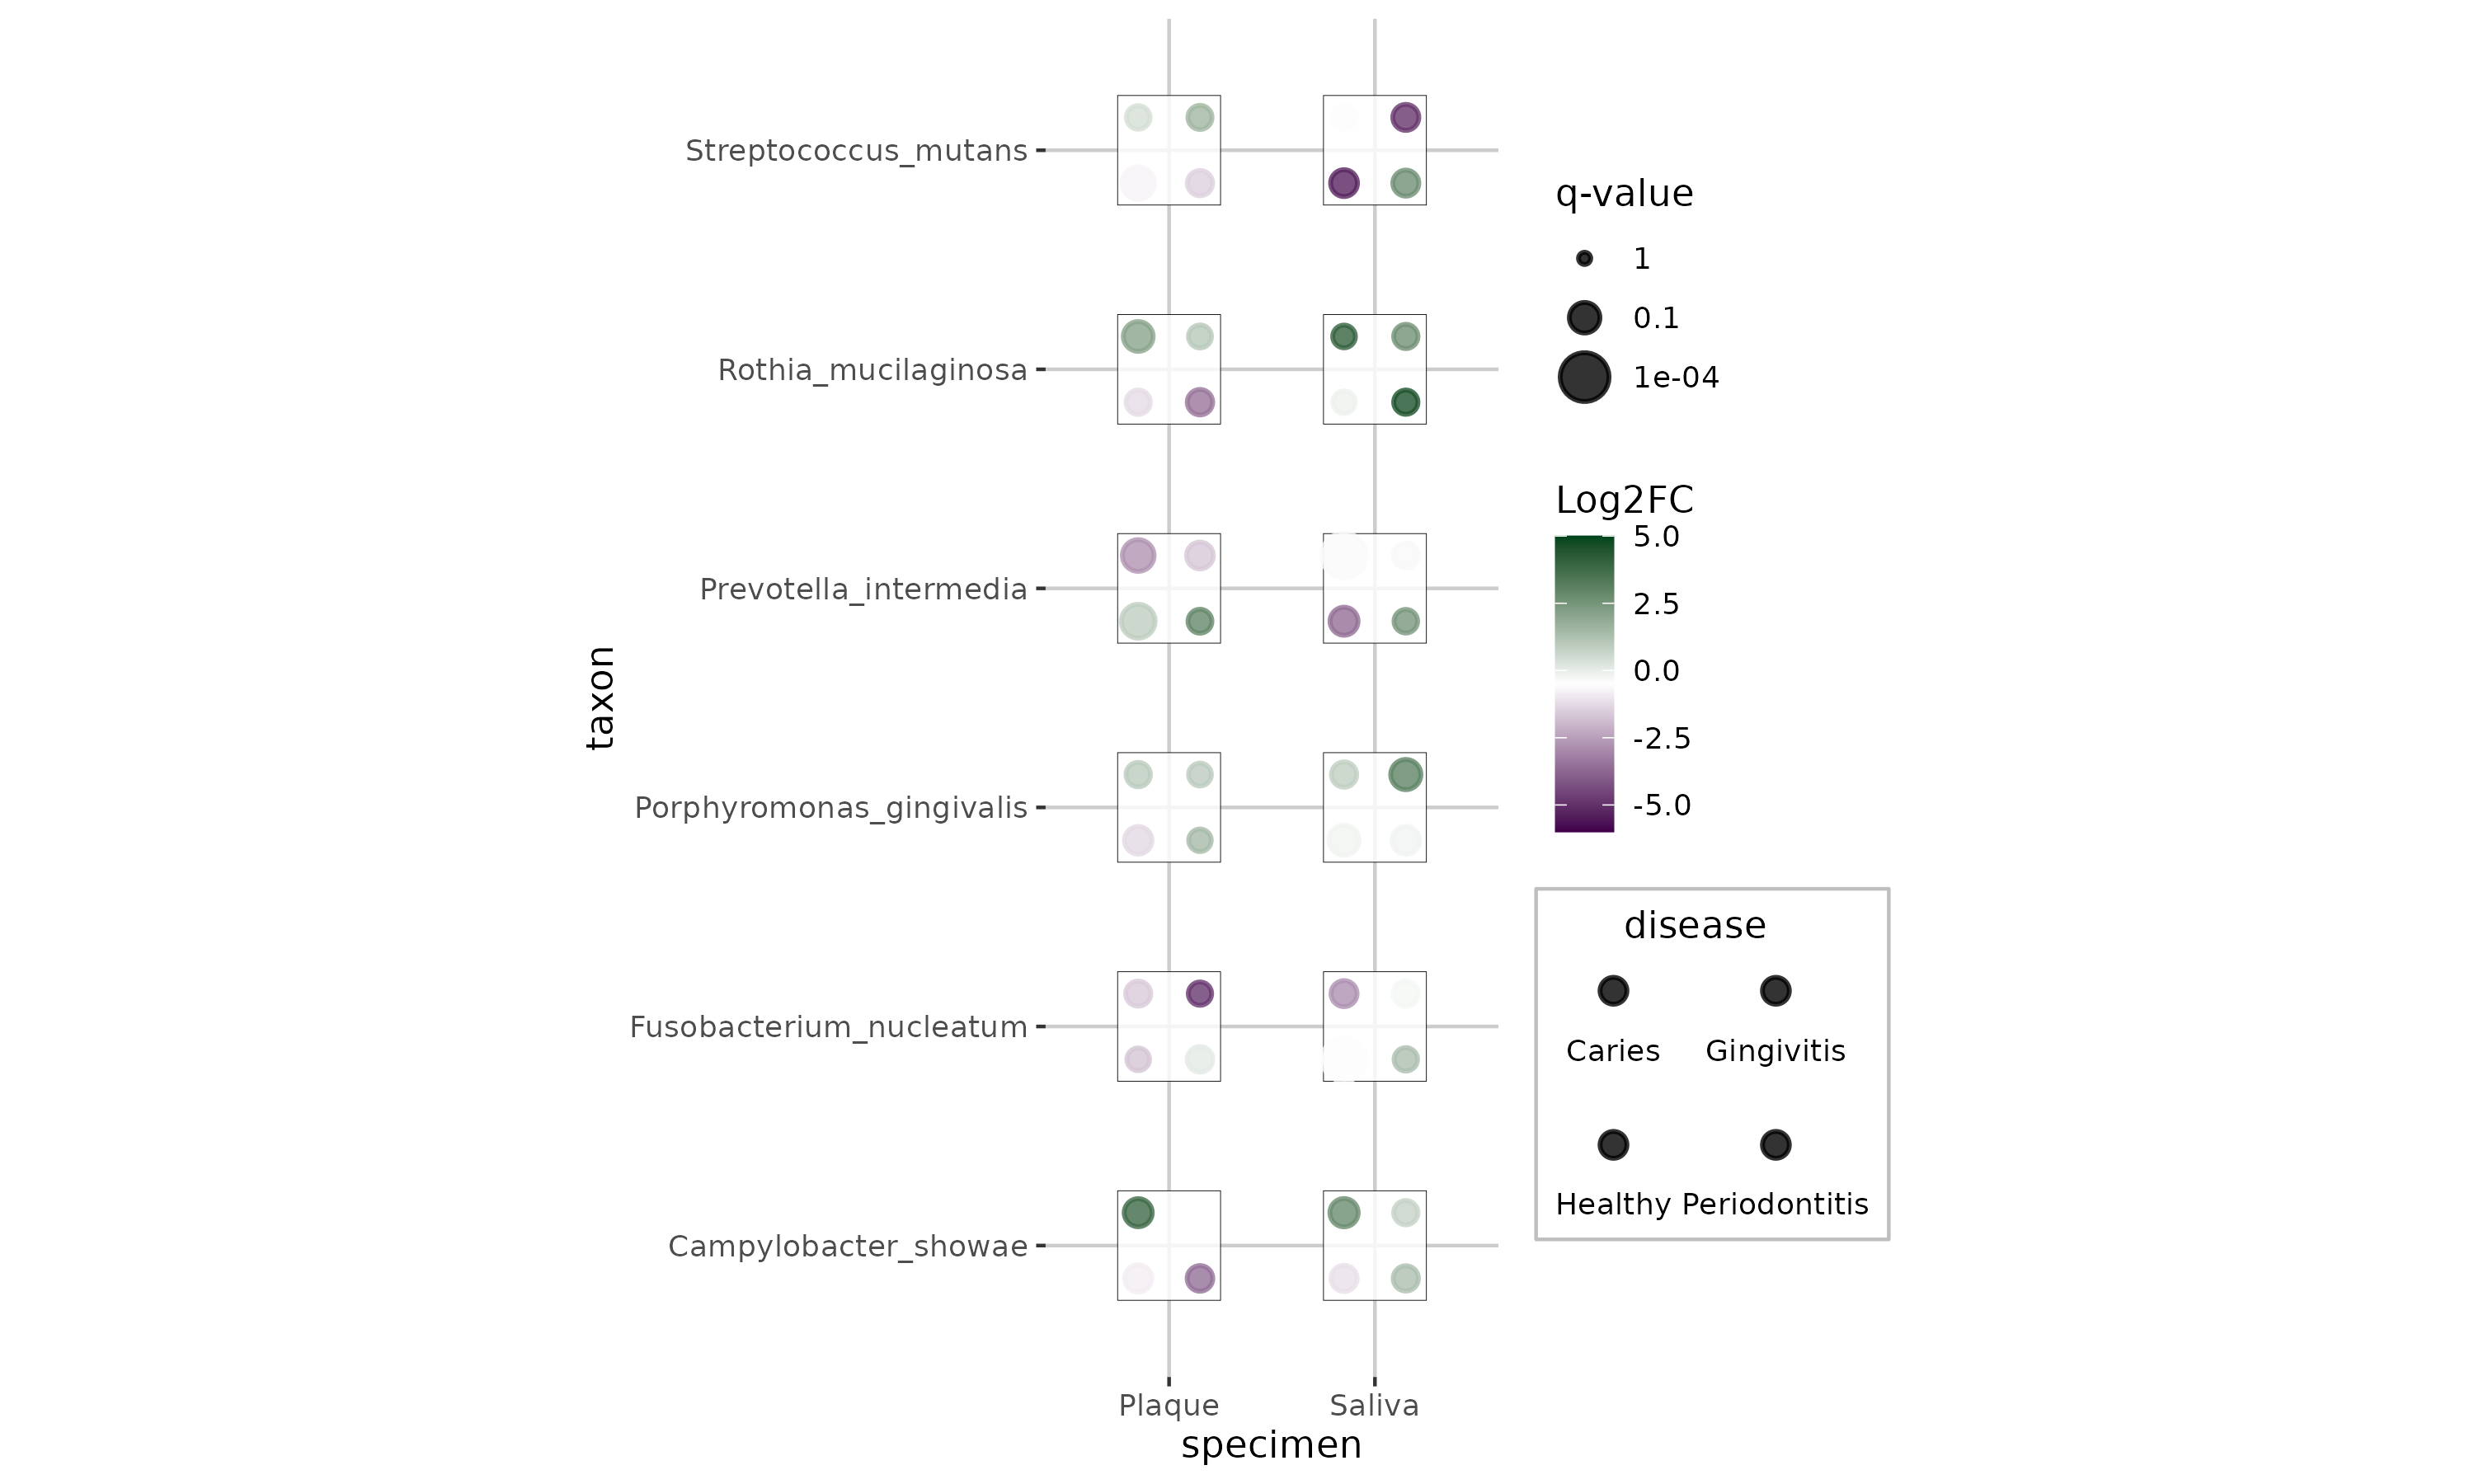 Streptococcus_mutans
Rothia_mucilaginosa
Prevotella_intermedia
Porphyromonas_gingivalis
Fusobacterium_nucleatum
Campylobacter_showae
taxon
Plaque
Saliva
specimen
q-value
1
0.1
1e-04
Log2FC
5.0
2.5
0.0
-2.5
-5.0
disease
Caries
Gingivitis
Healthy
Periodontitis